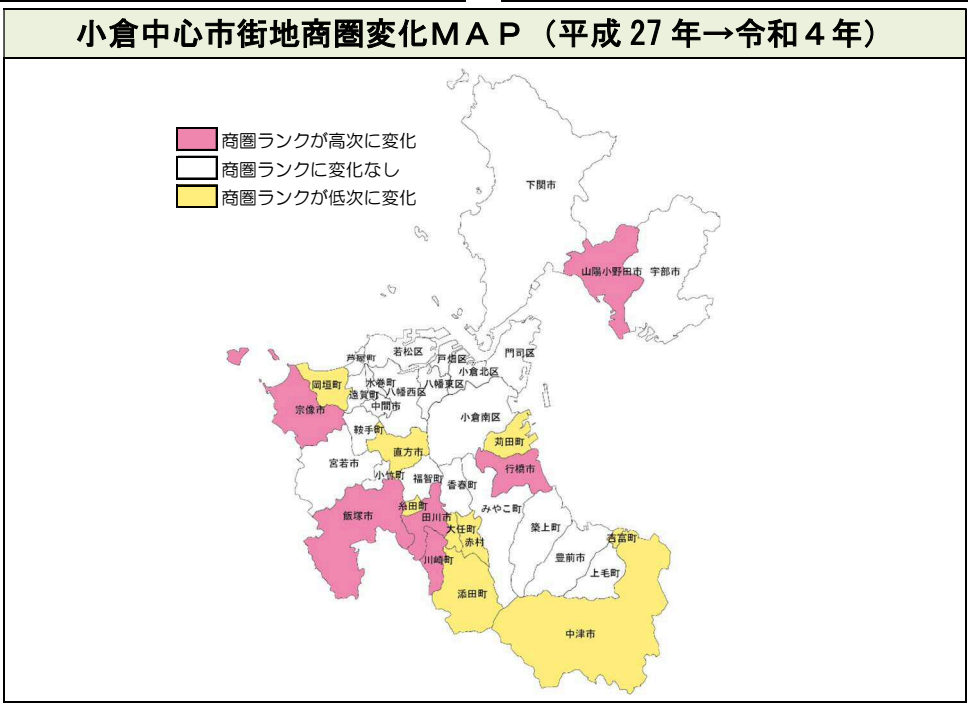 小倉中心市街地商圏変化MAP（平成27年→令和4年）
商圏ランクが高次に変化
商圏ランクに変化なし
商圏ランクが低次に変化
下関市
山陽小野田市
宇部市
門司区
若松区
芦屋町
戸畑区
小倉北区
岡垣町
水巻町
八幡東区
遠賀町
八幡西区
中間市
宗像市
小倉南区
鞍手町
苅田町
直方市
宮若市
行橋市
小竹町
福智町
香春町
糸田町
みやこ町
飯塚市
田川市
大任町
築上町
赤村
吉富町
豊前市
川崎町
上毛町
添田町
中津市